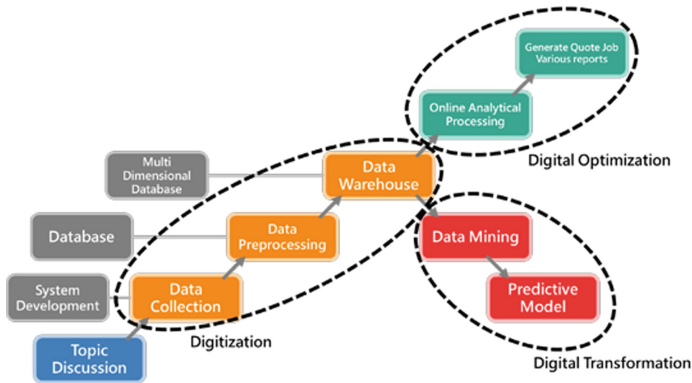 Generate Quote Job
Various reports
Online Analytical
Processing
Digital Optimization
Multi
Dimensional
Database
Data
Warehouse
Database
Data
Preprocessing
Data Mining
System
Development
Data
Collection
Predictive
Model
Digitization
Topic
Discussion
Digital Transformation